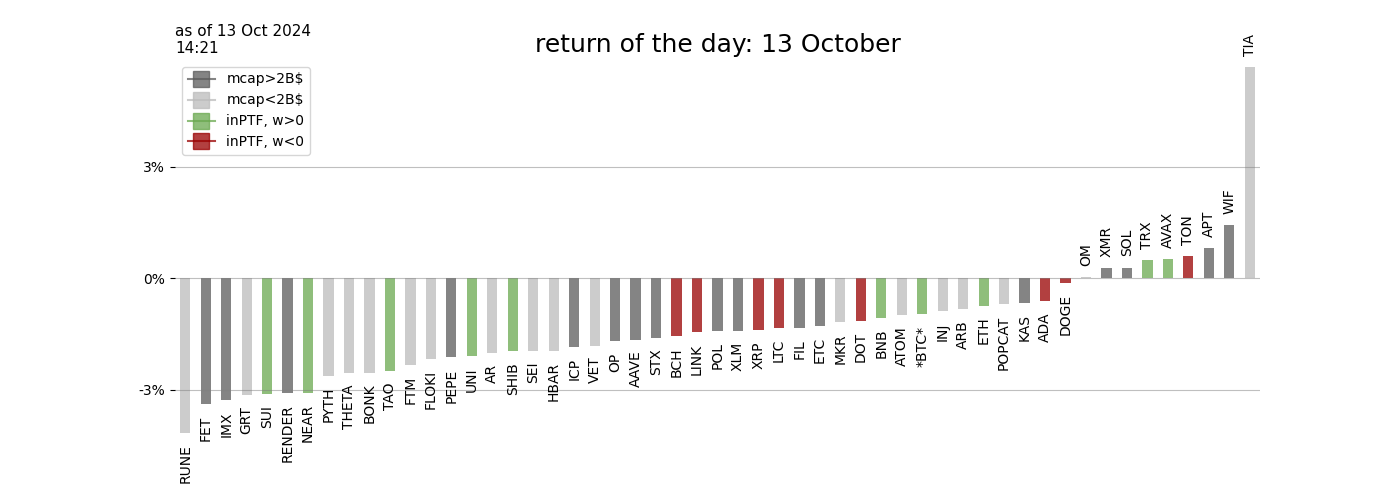 as of 13 Oct 2024
14:21
return of the day: 13 October
mcap>2B$
mcap<2B$
inPTF, w>0
inPTF, w<0
3%
0%
-3%
RUNE
FET
IMX
GRT
SUI
RENDER
NEAR
PYTH
THETA
BONK
TAO
FTM
FLOKI
PEPE
UNI
AR
SHIB
SEI
HBAR
ICP
VET
OP
AAVE
STX
BCH
LINK
POL
XLM
XRP
LTC
FIL
ETC
MKR
DOT
BNB
ATOM
*BTC*
INJ
ARB
ETH
POPCAT
KAS
ADA
DOGE
OM
XMR
SOL
TRX
AVAX
TON
APT
WIF
TIA